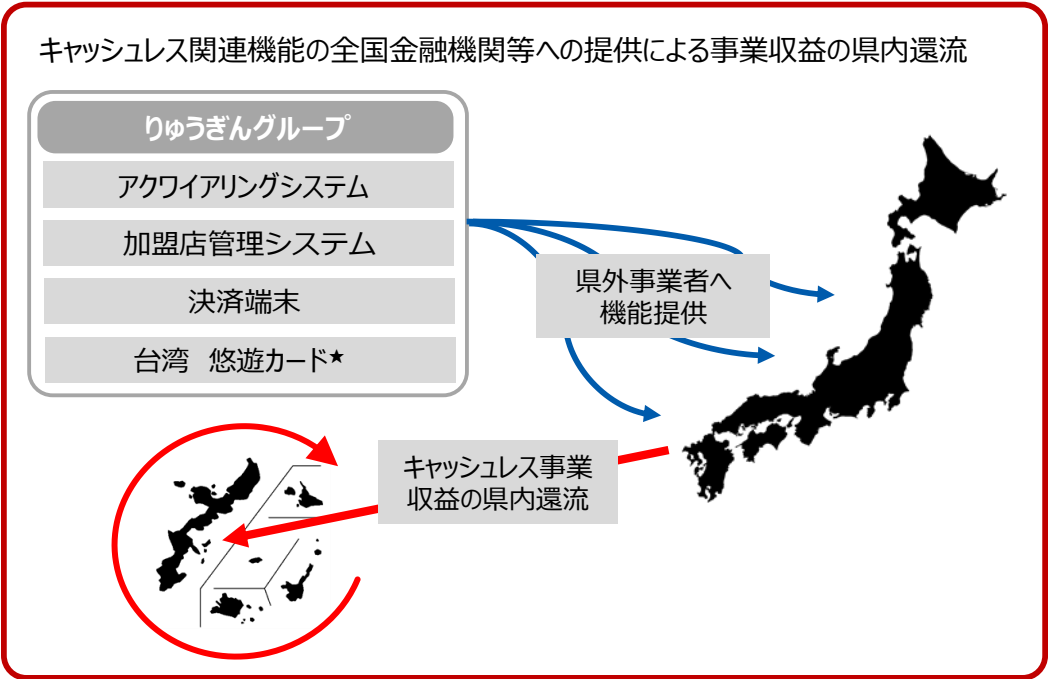 キャッシュレス関連機能の全国金融機関等への提供による事業収益の県内還流
りゅうぎんグループ
アクワイアリングシステム
加盟店管理システム
決済端末
台湾　悠遊カード★
県外事業者へ
機能提供
キャッシュレス事業
収益の県内還流